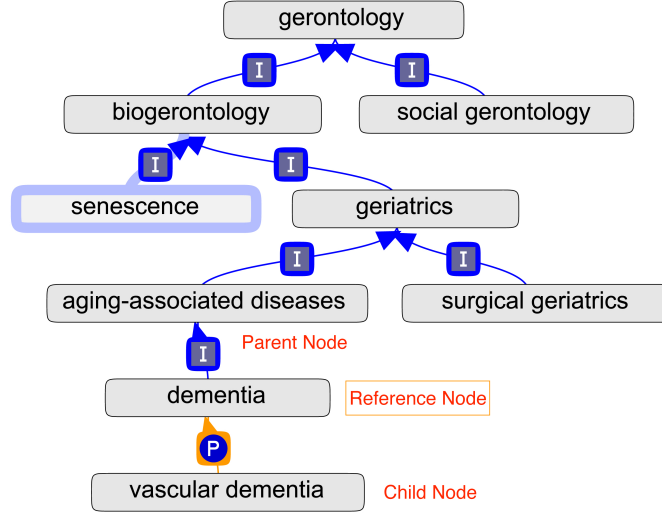 gerontology
I I
biogerontology social gerontology
I I
senescence geriatrics
I I
aging-associated diseases surgical geriatrics
Parent Node
I
dementia Reference Node
P
vascular dementia Child Node